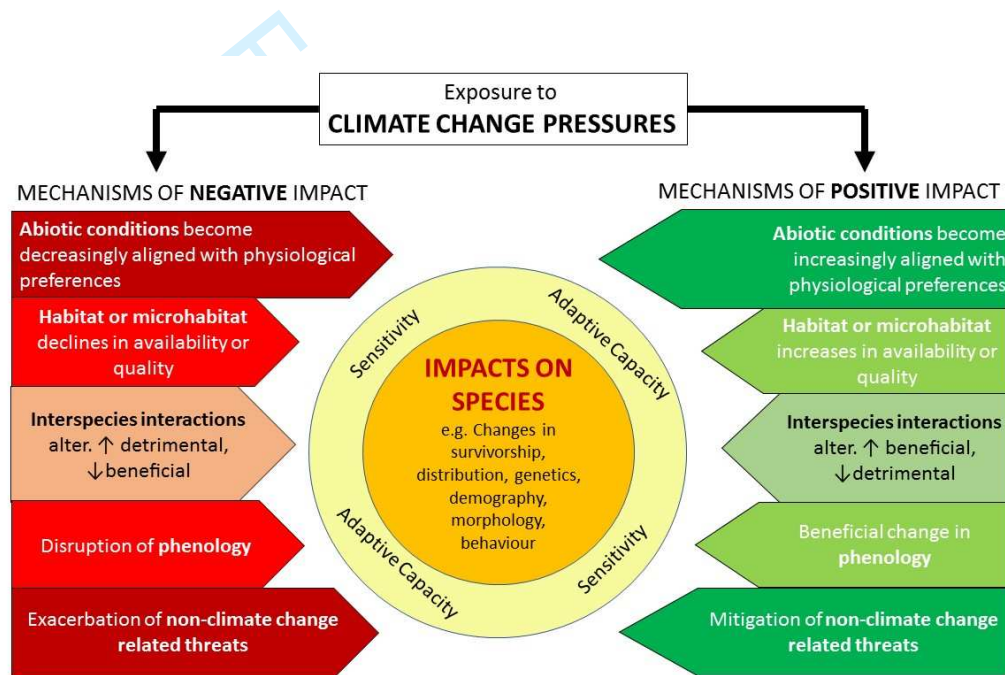 Exposure to
CLIMATE CHANGE PRESSURES
MECHANISMS OF NEGATIVE IMPACT
Abiotic conditions become
decreasingly aligned with physiological
preferences
Habitat or microhabitat
declines in availability or
quality
Interspecies interactions
alter. ↑ detrimental,
↓beneficial
Disruption of phenology
Exacerbation of non-climate change
related threats
Sensitivity
Adaptive Capacity
IMPACTS ON
SPECIES
e.g. Changes in
survivorship,
distribution, genetics,
demography,
morphology,
behaviour
Adaptive Capacity
Sensitivity
MECHANISMS OF POSITIVE IMPACT
Abiotic conditions become
increasingly aligned with
physiological preferences
Habitat or microhabitat
increases in availability or
quality
Interspecies interactions
alter. ↑ beneficial,
↓detrimental
Beneficial change in
phenology
Mitigation of non-climate change
related threats